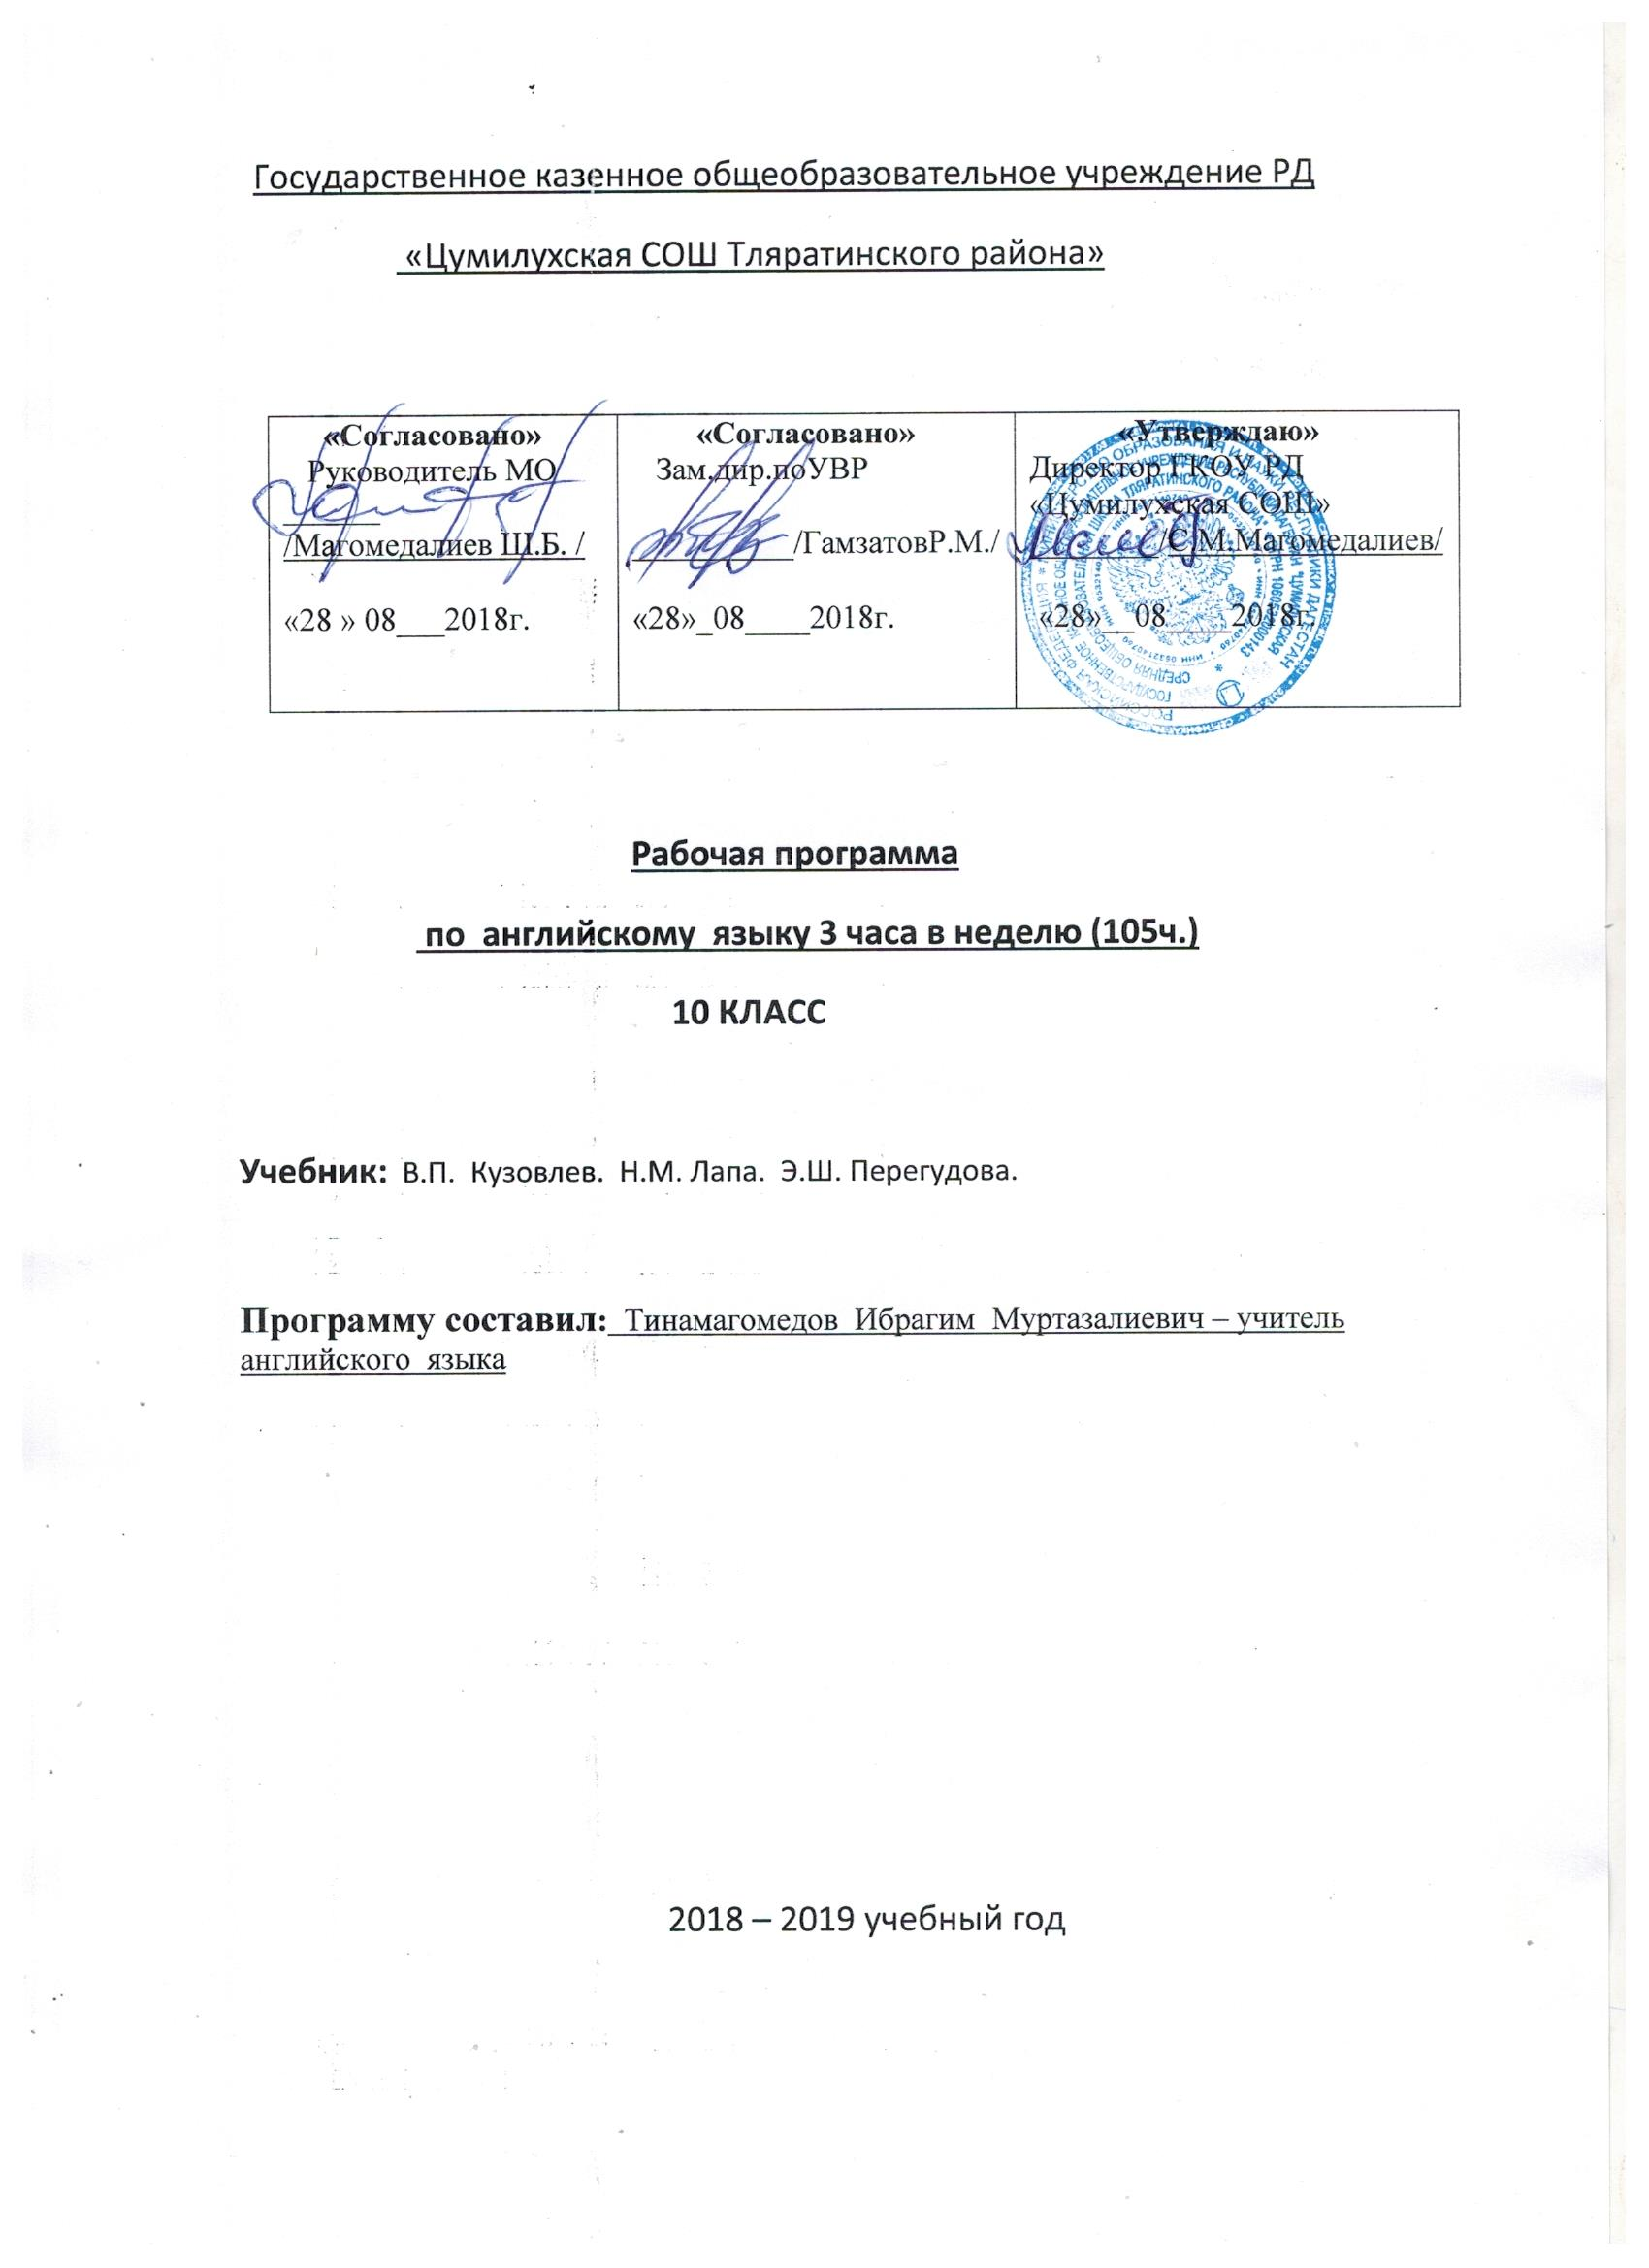 Государственное казенное общеобразовательное учреждение РД
«Цумилухская СОШ Тляратинского района»
«Согласовано»
Руководитель МО
______
/Магомедалиев Ш.Б. /
«28 » 08___2018г.
«Согласовано»
Зам.дир.поУВР
__________/ГамзатовР.М./
«28»_08____2018г.
«Утверждаю»
Директор ГКОУ РД
«Цумилухская СОШ»
________/С.М.Магомедалиев/
«28»__08____2018г.
Рабочая программа
по английскому языку 3 часа в неделю (105ч.)
10 КЛАСС
Учебник: В.П. Кузовлев. Н.М. Лапа. Э.Ш. Перегудова.
Программу составил: Тинамагомедов Ибрагим Муртазалиевич – учитель
английского языка
2018 – 2019 учебный год